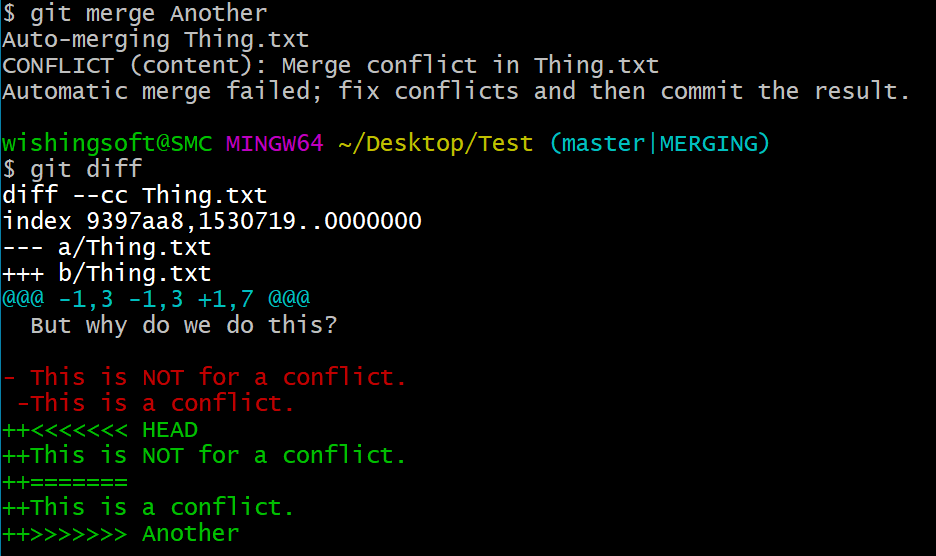 $ git merge Another
Auto-merging Thing.txt
CONFLICT (content): Merge conflict in Thing.txt
Automatic merge failed; fix conflicts and then commit the result.
wishingsoft@SMC MINGW64 ~/Desktop/Test (master|MERGING)
$ git diff
diff --cc Thing.txt
index 9397aa8,1530719..0000000
--- a/Thing.txt
+++ b/Thing.txt
@@@ -1,3 -1,3 +1,7 @@@
  But why do we do this?
- This is NOT for a conflict.
 -This is a conflict.
++<<<<<<< HEAD
++This is NOT for a conflict.
++=======
++This is a conflict.
++>>>>>>> Another